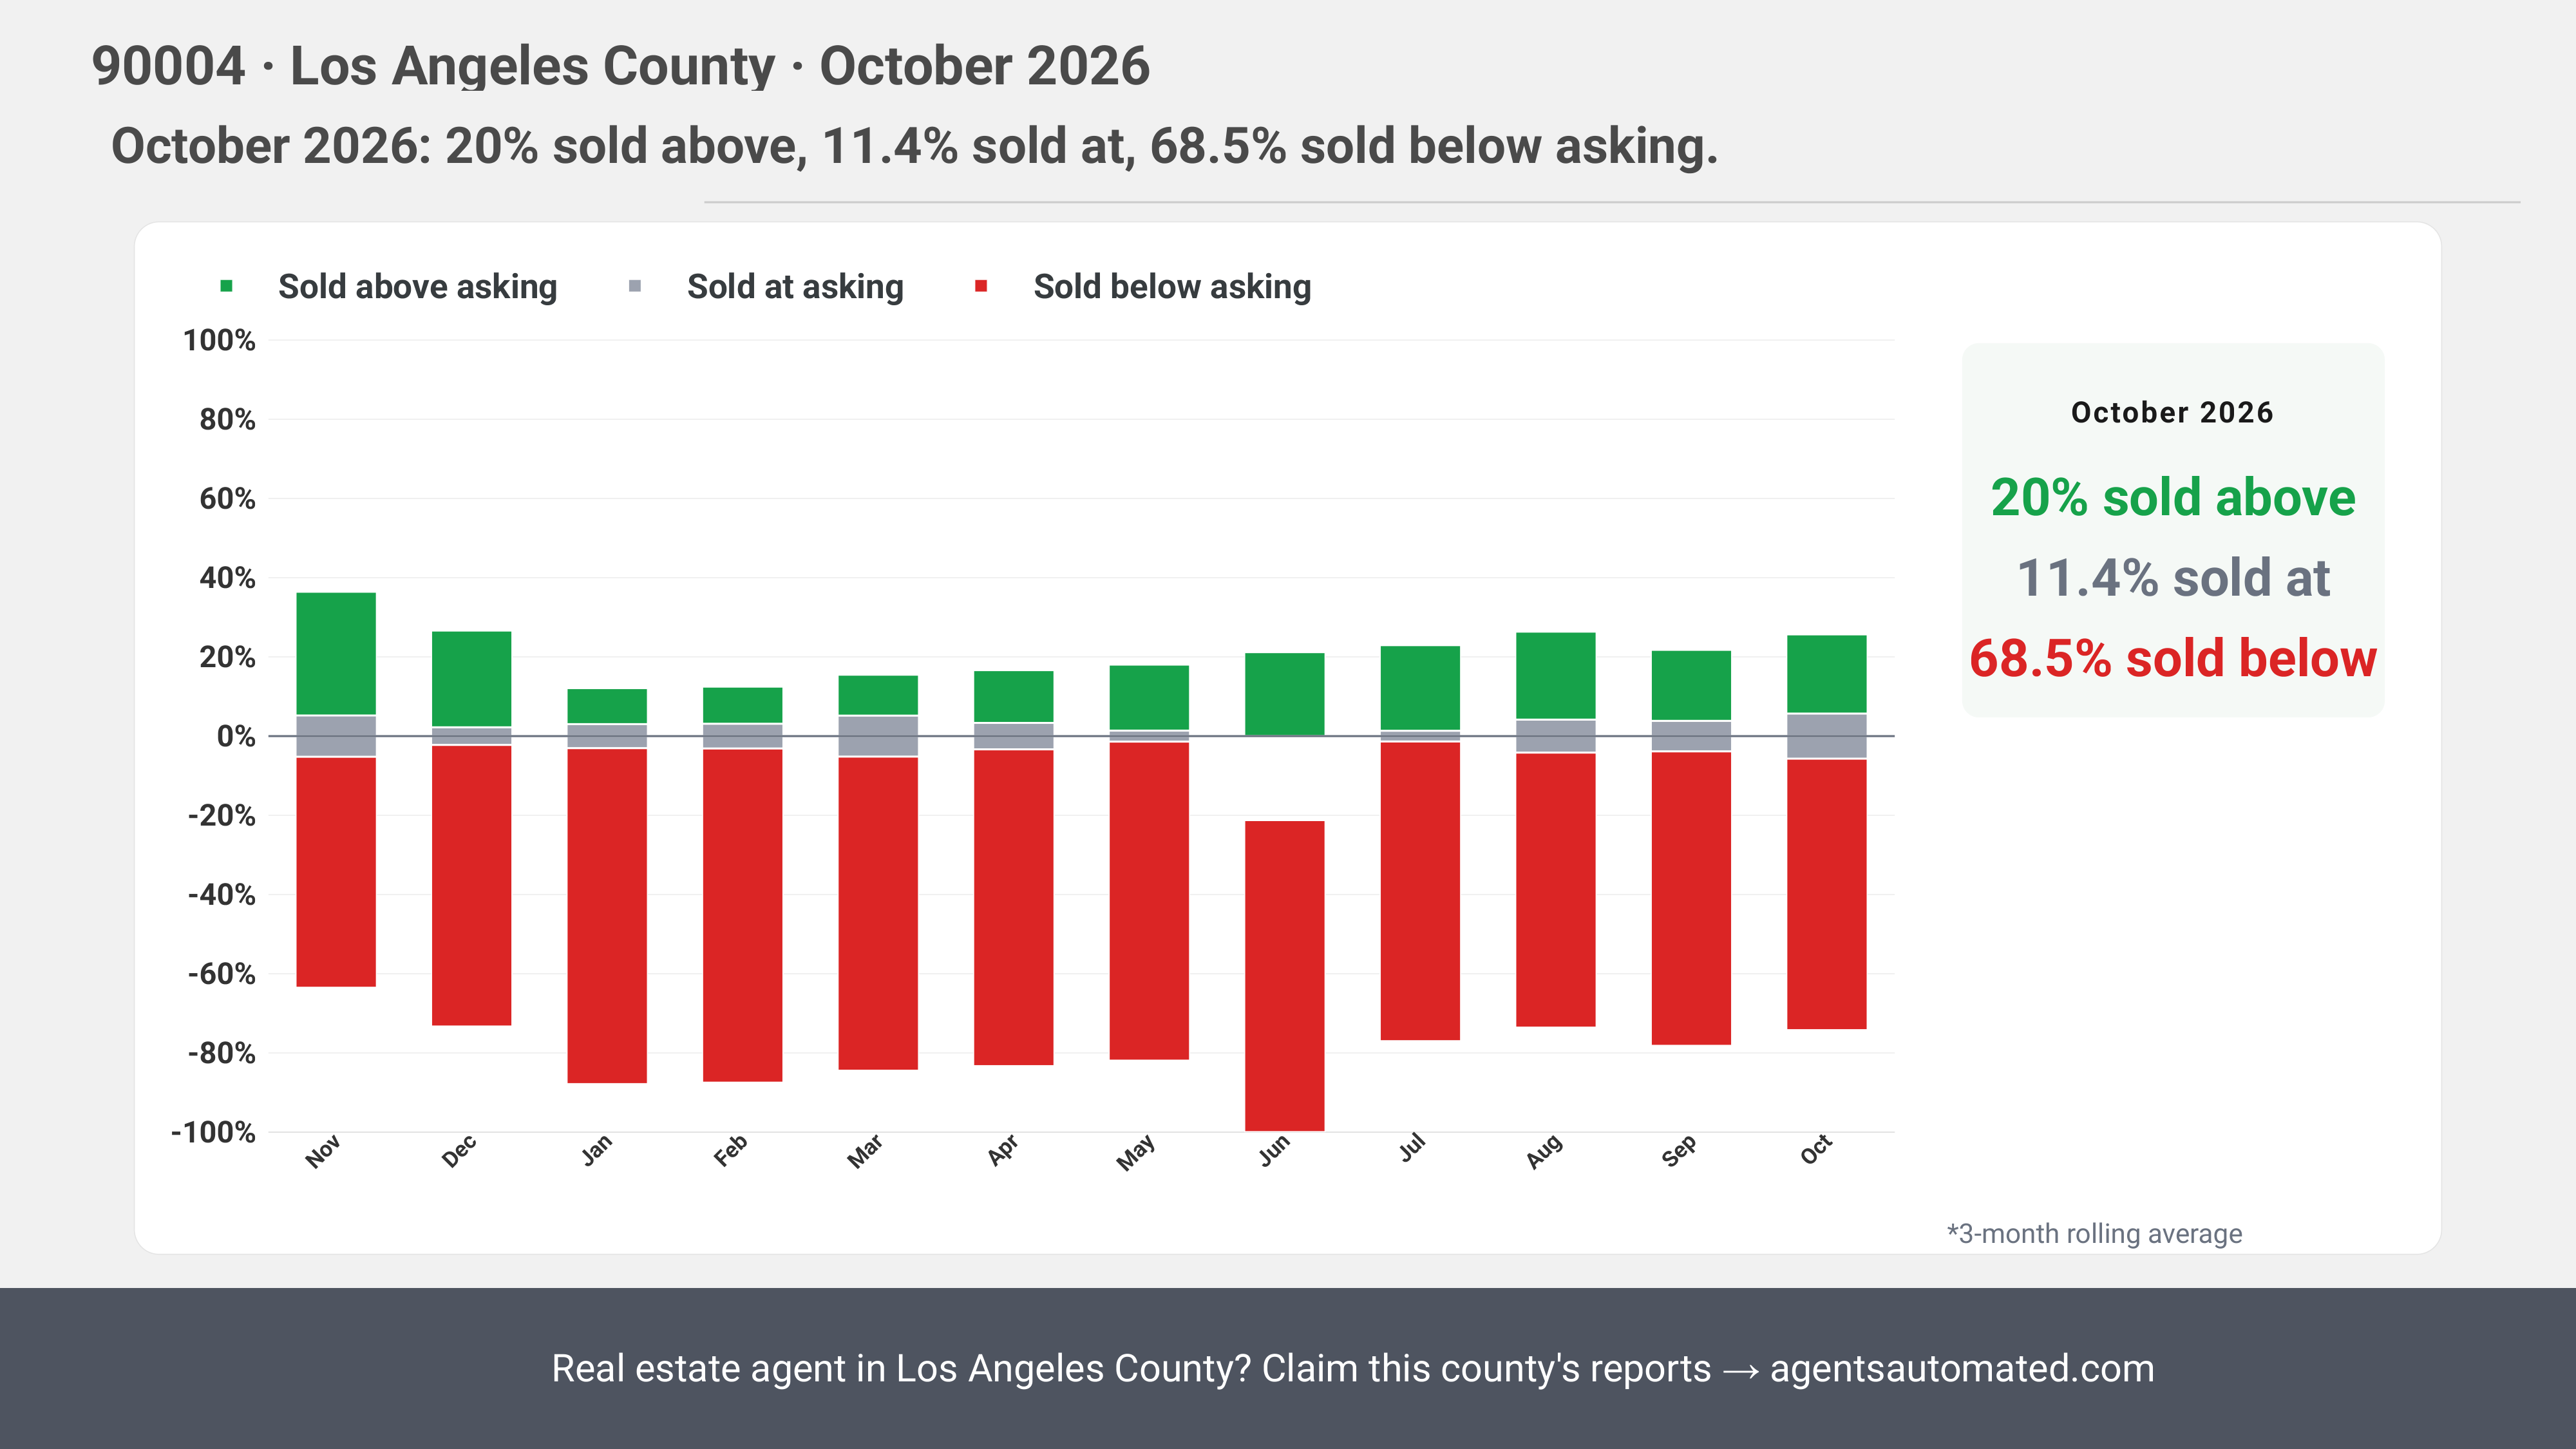 90004 · Los Angeles County · October 2026
October 2026: 20% sold above, 11.4% sold at, 68.5% sold below asking.
Sold above asking
Sold at asking
Sold below asking
100%
80%
60%
40%
20%
0%
-20%
-40%
-60%
-80%
-100%
Nov
Dec
Jan
Feb
Mar
Apr
May
Jun
Jul
Aug
Sep
Oct
October 2026
20% sold above
11.4% sold at
68.5% sold below
*3-month rolling average
Real estate agent in Los Angeles County? Claim this county's reports → agentsautomated.com